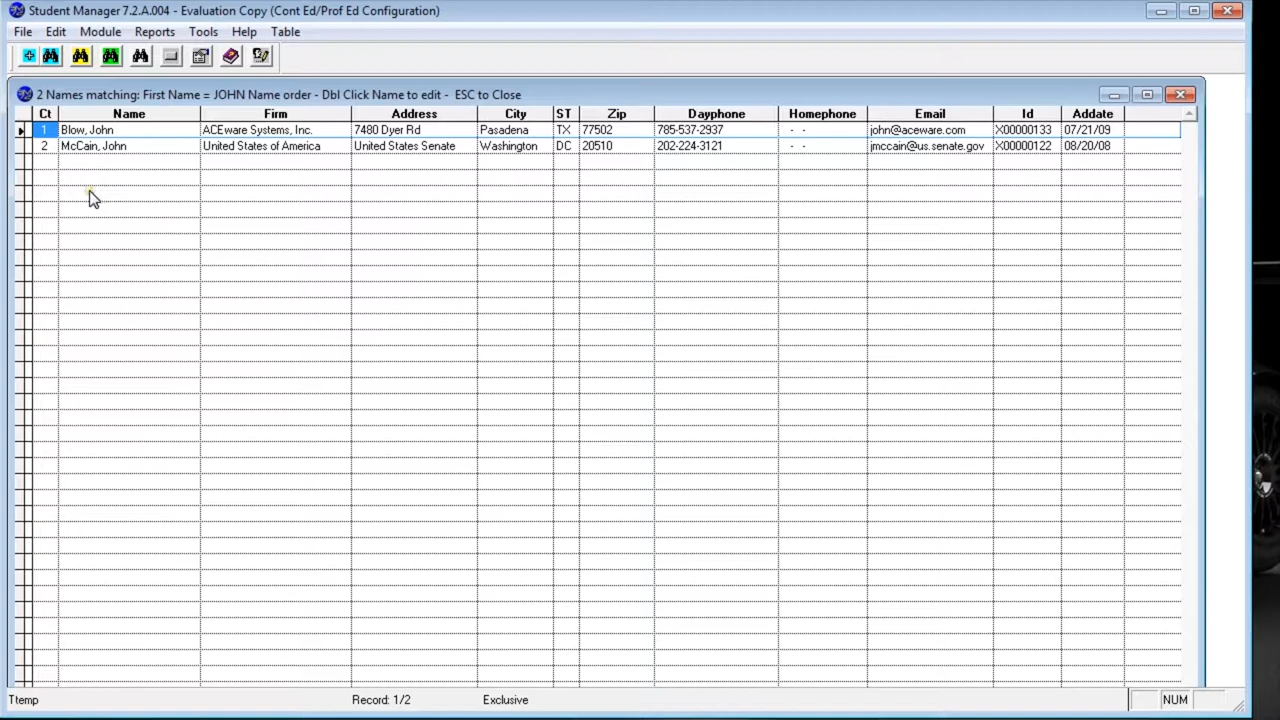 Student Manager 7.2.A.004 - Evaluation Copy (Cont Ed/Prof Ed Configuration)
File Edit Module Reports Tools Help Table
2 Names matching: First Name = JOHN Name order - Dbl Click Name to edit - ESC to Close
Ct Name Firm Address City ST Zip Dayphone Homephone Email Id Addate
1 Blow, John ACEware Systems, Inc. 7480 Dyer Rd Pasadena TX 77502 785-537-2937 - - john@aceware.com X00000133 07/21/09
2 McCain, John United States of America United States Senate Washington DC 20510 202-224-3121 - - jmccain@us.senate.gov X00000122 08/20/08
Ttemp Record: 1/2 Exclusive NUM